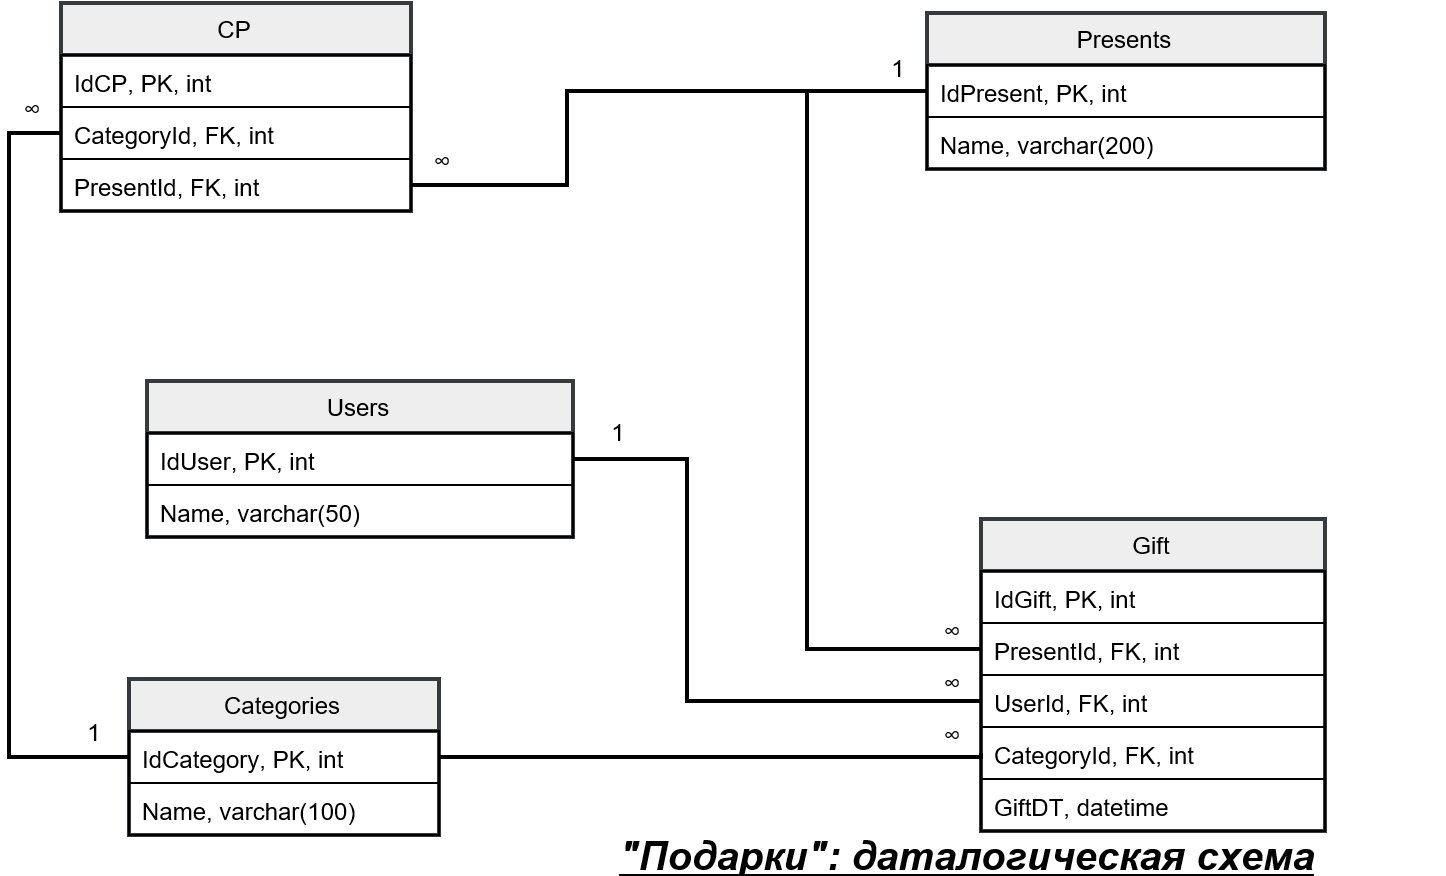 CP
IdCP, PK, int
CategoryId, FK, int
PresentId, FK, int
∞
∞
1
Presents
IdPresent, PK, int
Name, varchar(200)
Users
IdUser, PK, int
Name, varchar(50)
1
Gift
IdGift, PK, int
PresentId, FK, int
UserId, FK, int
CategoryId, FK, int
GiftDT, datetime
∞
∞
∞
1
Categories
IdCategory, PK, int
Name, varchar(100)
"Подарки": даталогическая схема